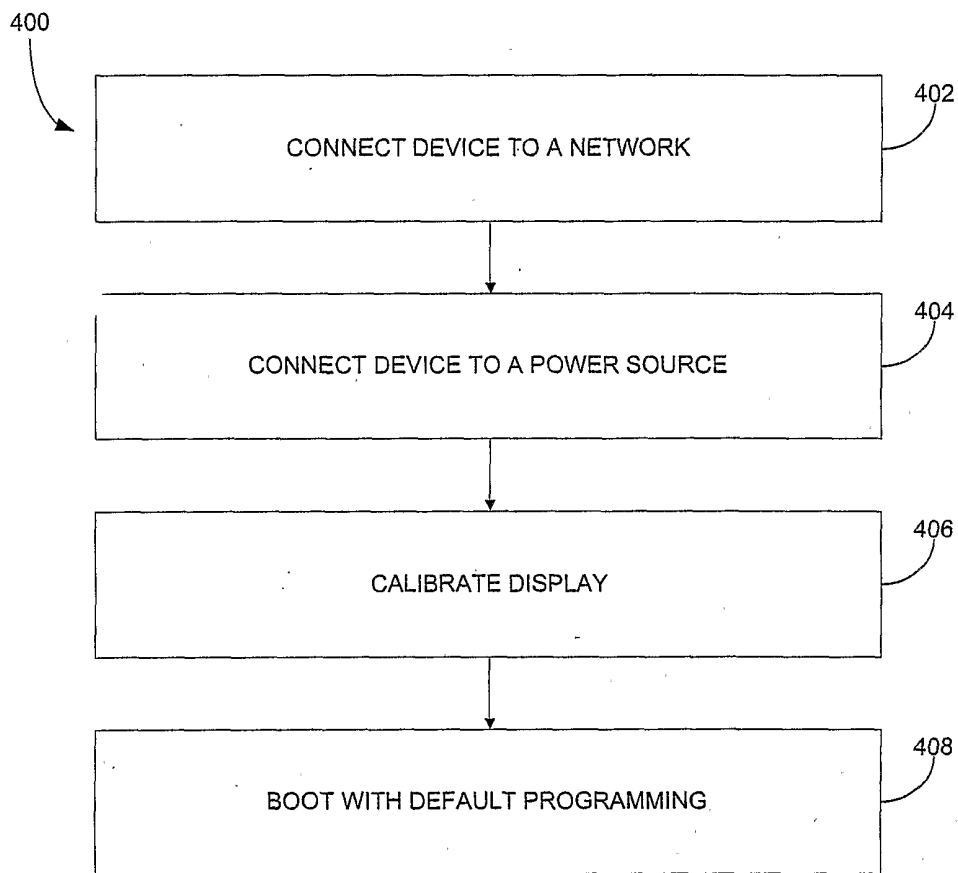 400
402
CONNECT DEVICE TO A NETWORK
404
CONNECT DEVICE TO A POWER SOURCE
406
CALIBRATE DISPLAY
408
BOOT WITH DEFAULT PROGRAMMING